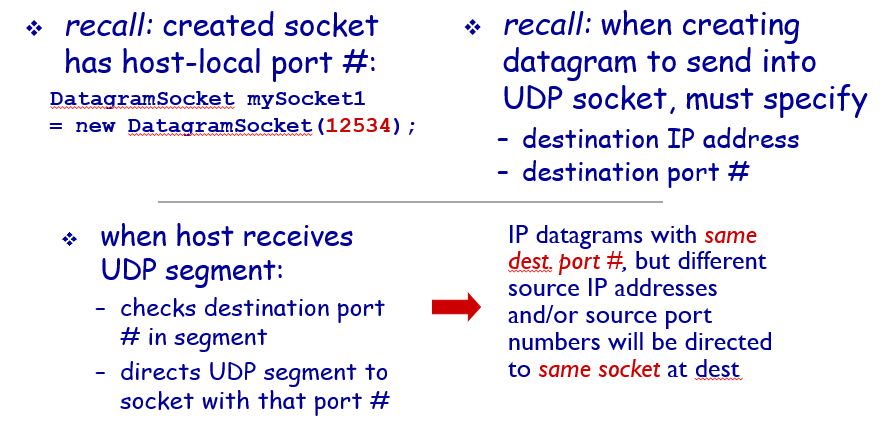 ❖ recall: created socket
has host-local port #:
DatagramSocket mySocket1
= new DatagramSocket(12534);
❖ recall: when creating
datagram to send into
UDP socket, must specify
– destination IP address
– destination port #
❖ when host receives
UDP segment:
– checks destination port
# in segment
– directs UDP segment to
socket with that port #
IP datagrams with same
dest. port #, but different
source IP addresses
and/or source port
numbers will be directed
to same socket at dest